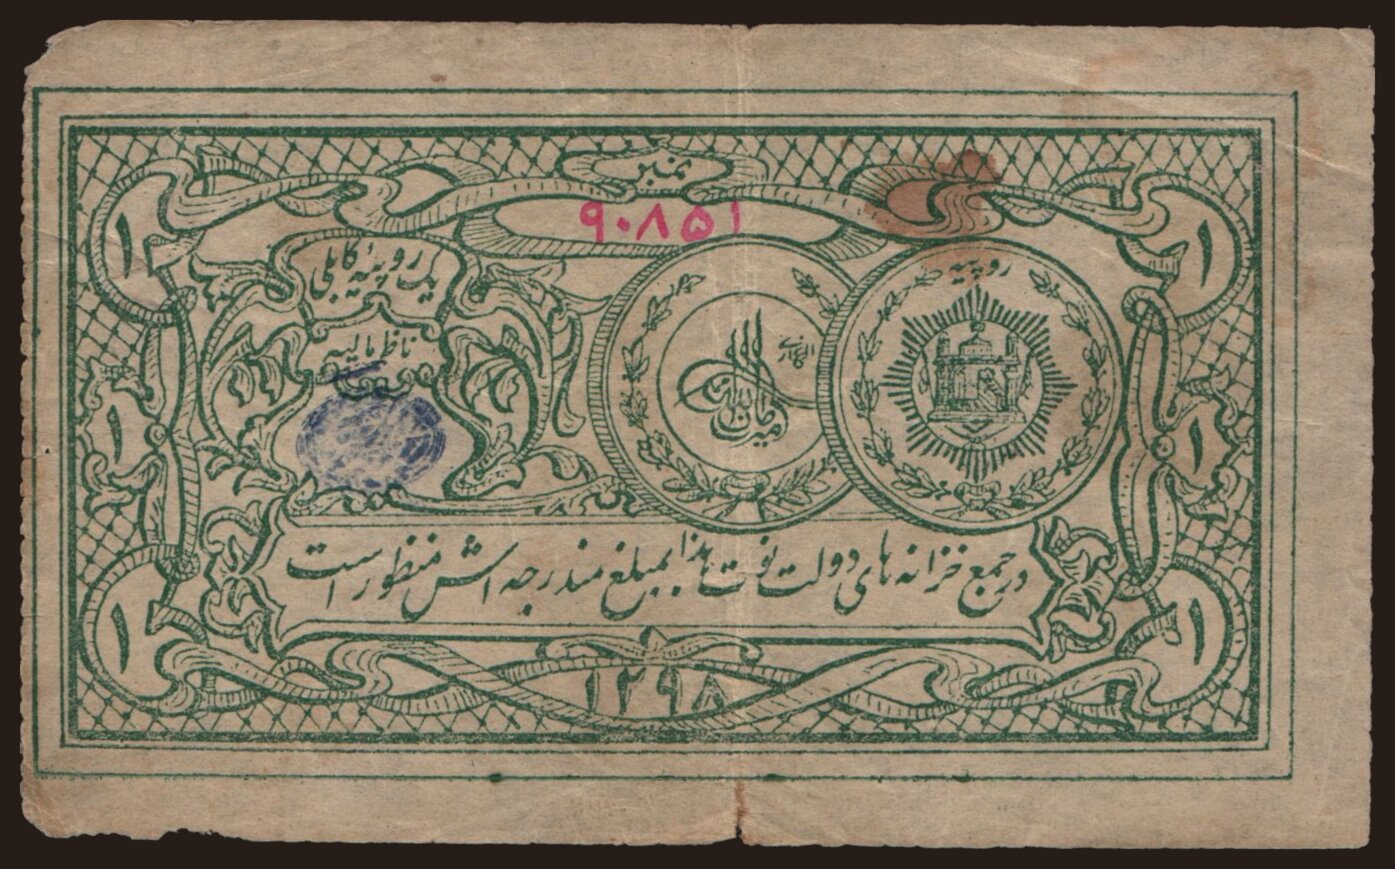 نمبر
۹۰۸۵۱
۱
۱
یک روپیه کابلی
ناظر مالیه
روپیه
۱
۱
در جمع خزانه های دولت نوت هذا بمبلغ مندرجه اش منظور است
۱
۱
۱۲۹۸